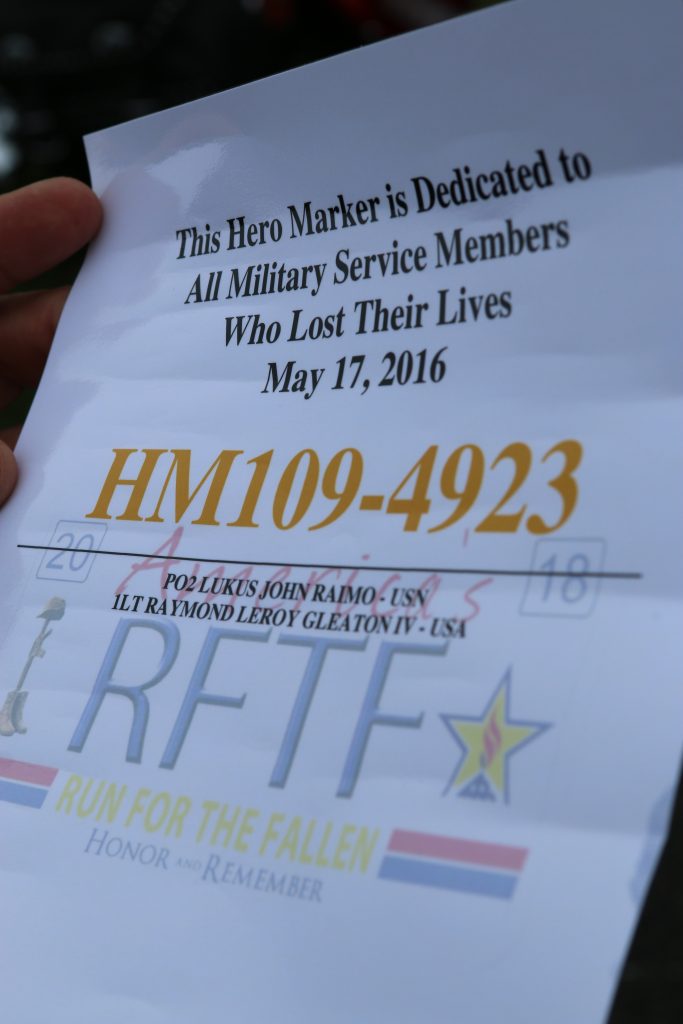 This Hero Marker is Dedicated to
All Military Service Members
Who Lost Their Lives
May 17, 2016
HM109-4923
20 America's 18
PO2 LUKUS JOHN RAIMO - USN
1LT RAYMOND LEROY GLEATON IV - USA
RFTF
RUN FOR THE FALLEN
HONOR AND REMEMBER